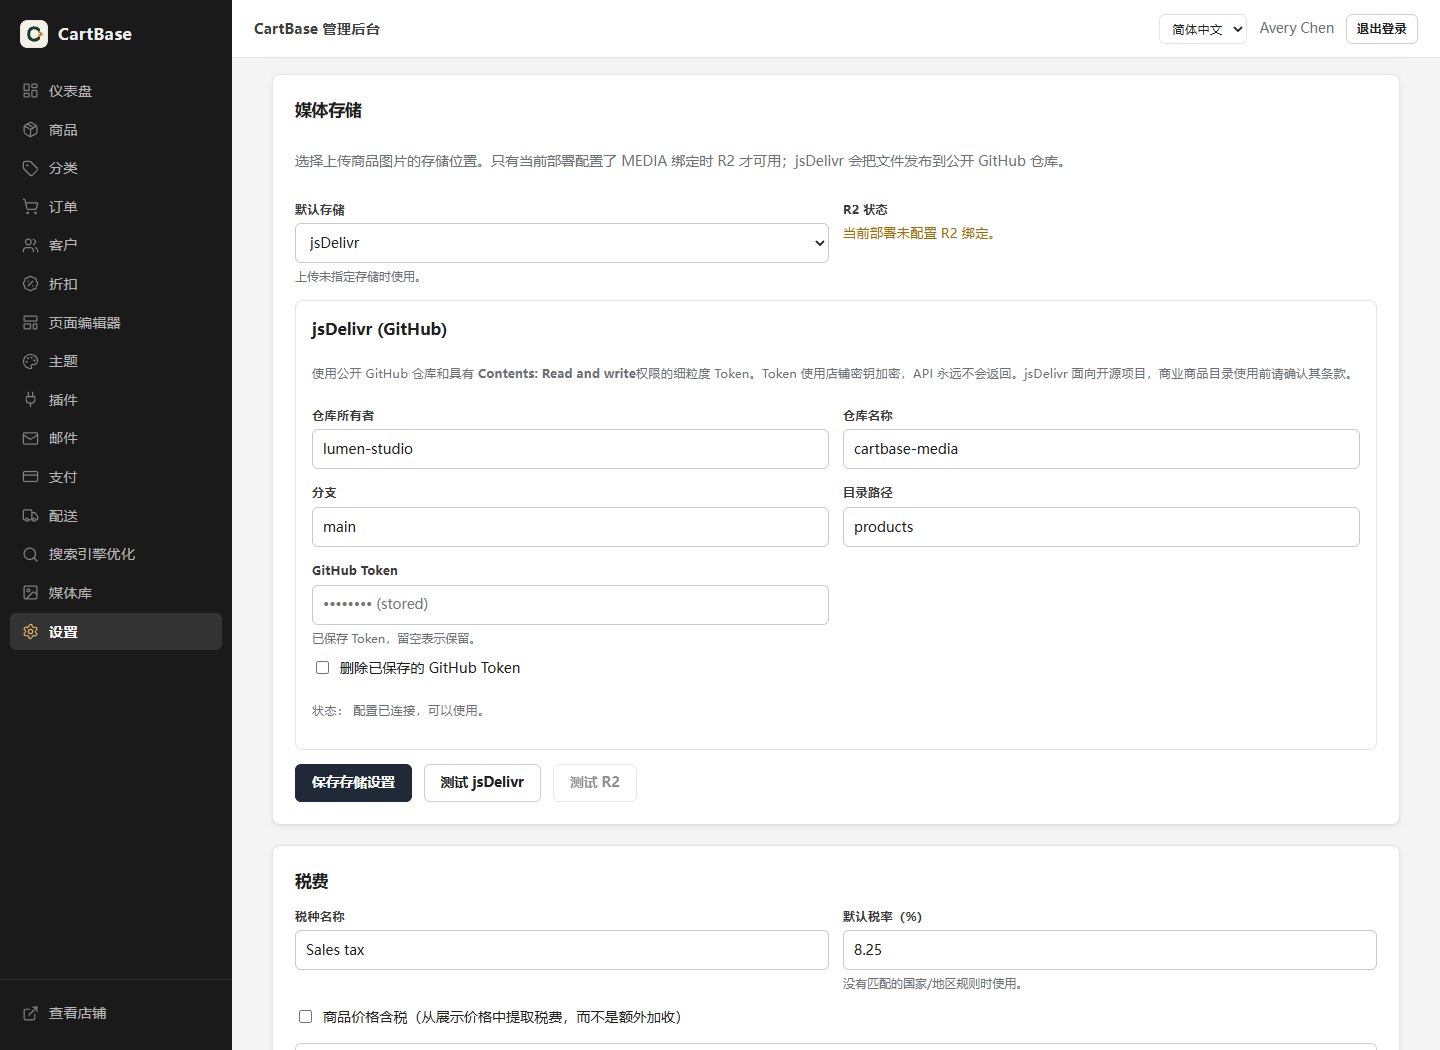 CartBase
CartBase 管理后台
简体中文
Avery Chen
退出登录
仪表盘
商品
分类
订单
客户
折扣
页面编辑器
主题
插件
邮件
支付
配送
搜索引擎优化
媒体库
设置
查看店铺
媒体存储
选择上传商品图片的存储位置。只有当前部署配置了 MEDIA 绑定时 R2 才可用；jsDelivr 会把文件发布到公开 GitHub 仓库。
默认存储
R2 状态
jsDelivr
当前部署未配置 R2 绑定。
上传未指定存储时使用。
jsDelivr (GitHub)
使用公开 GitHub 仓库和具有 Contents: Read and write权限的细粒度 Token。Token 使用店铺密钥加密，API 永远不会返回。jsDelivr 面向开源项目，商业商品目录使用前请确认其条款。
仓库所有者
仓库名称
lumen-studio
cartbase-media
分支
目录路径
main
products
GitHub Token
•••••••• (stored)
已保存 Token，留空表示保留。
删除已保存的 GitHub Token
状态： 配置已连接，可以使用。
保存存储设置
测试 jsDelivr
测试 R2
税费
税种名称
默认税率（%）
Sales tax
8.25
没有匹配的国家/地区规则时使用。
商品价格含税（从展示价格中提取税费，而不是额外加收）